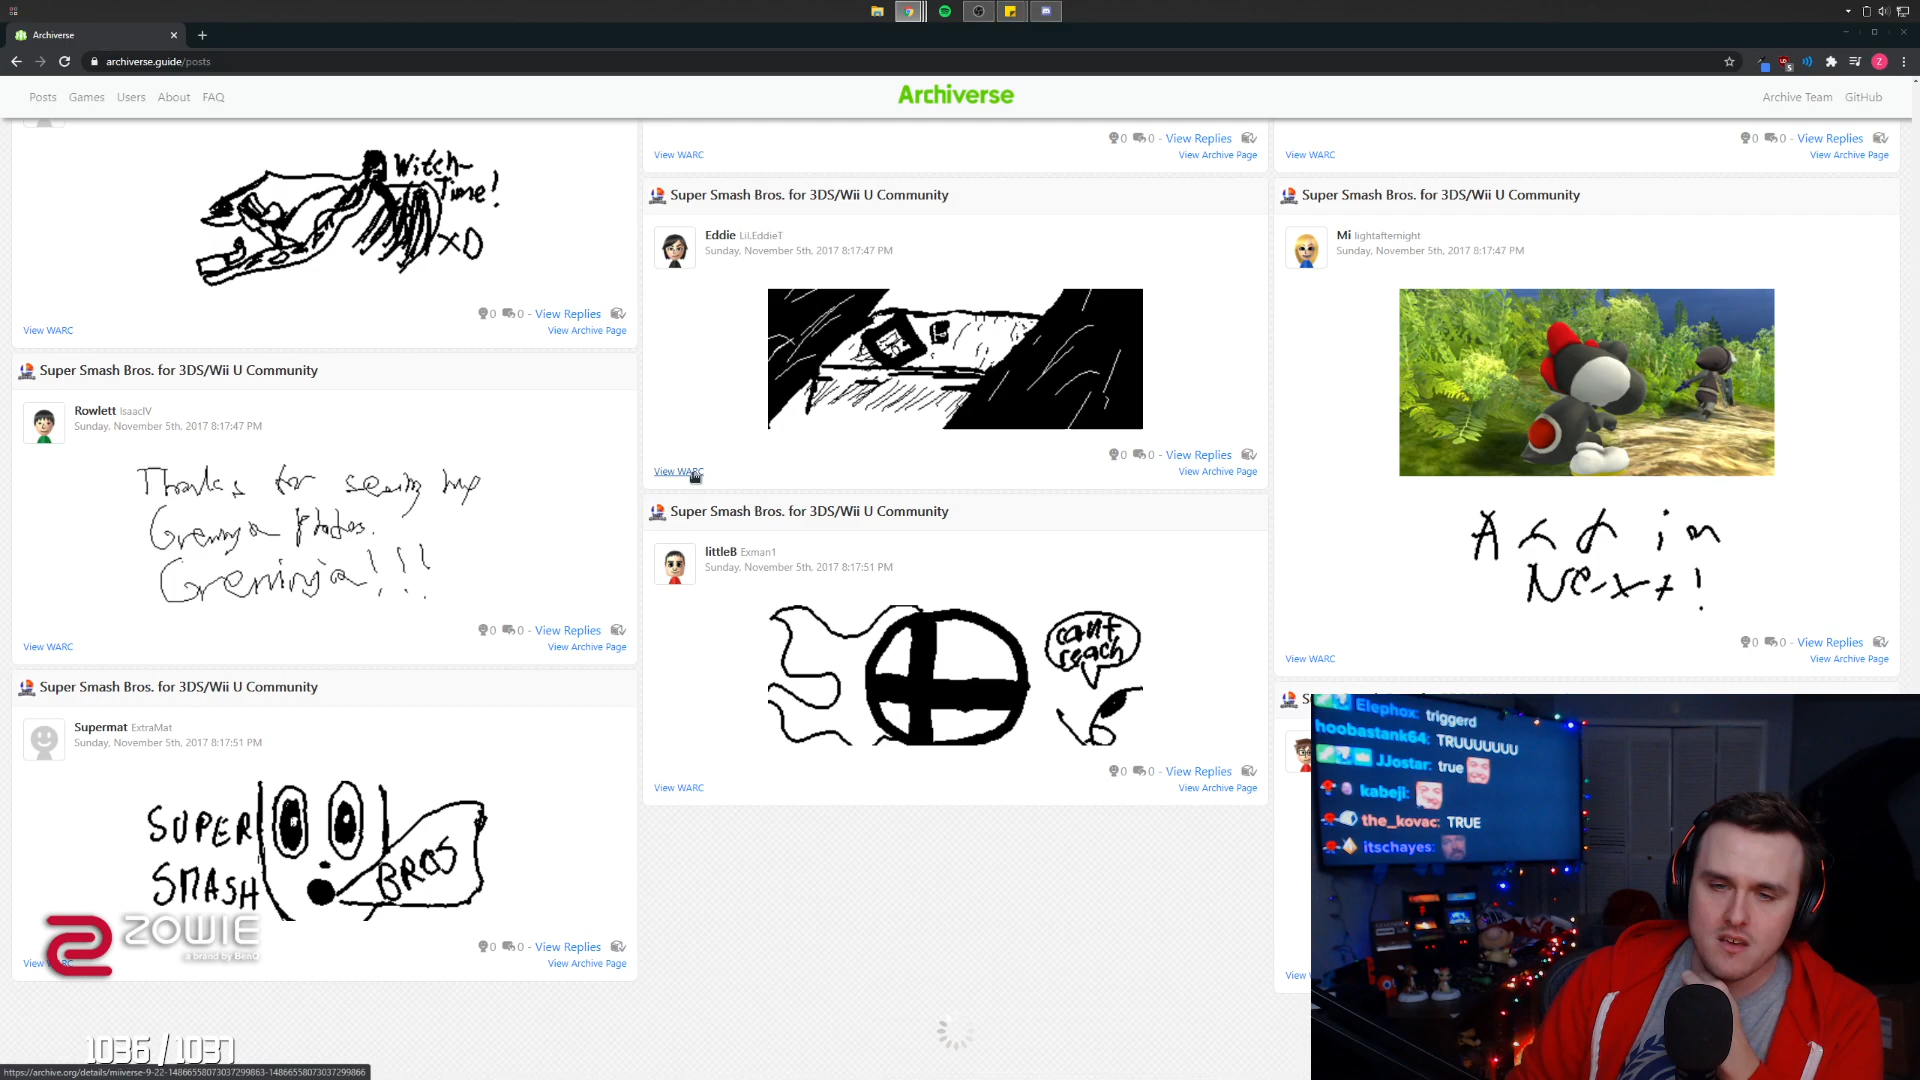 Archiverse
archiverse.guide/posts
Posts Games Users About FAQ
Archiverse
Archive Team GitHub
Witch-
Time!
XD
0 0 - View Replies
View WARC
View Archive Page
Super Smash Bros. for 3DS/Wii U Community
Rowlett IsaacIV
Sunday, November 5th, 2017 8:17:47 PM
Thanks for seeing my
Greninja Photos.
Greninja!!!
0 0 - View Replies
View WARC
View Archive Page
Super Smash Bros. for 3DS/Wii U Community
Supermat ExtraMat
Sunday, November 5th, 2017 8:17:51 PM
SUPER
SMASH
BROS
0 0 - View Replies
View WARC
View Archive Page
ZOWIE
a brand by BenQ
1036 / 1037
https://archive.org/details/miiverse-9-22-14866558073037299863-14866558073037299866
0 0 - View Replies
View WARC
View Archive Page
Super Smash Bros. for 3DS/Wii U Community
Eddie Lil.EddieT
Sunday, November 5th, 2017 8:17:47 PM
0 0 - View Replies
View WARC
View Archive Page
Super Smash Bros. for 3DS/Wii U Community
littleB Exman1
Sunday, November 5th, 2017 8:17:51 PM
can't
reach
0 0 - View Replies
View WARC
View Archive Page
0 0 - View Replies
View WARC
View Archive Page
Super Smash Bros. for 3DS/Wii U Community
Mi lightafternight
Sunday, November 5th, 2017 8:17:47 PM
And in
Next!
0 0 - View Replies
View WARC
View Archive Page
View
Elephox: triggerd
hoobastank64: TRUUUUUUU
JJostar: true
kabeji:
the_kovac: TRUE
itschayes: